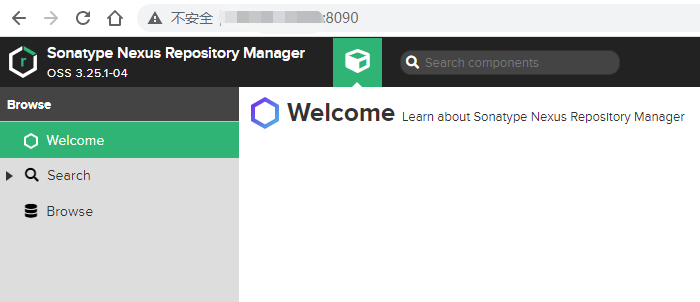 不安全 :8090
Sonatype Nexus Repository Manager
OSS 3.25.1-04
Search components
Browse
Welcome
Search
Browse
Welcome Learn about Sonatype Nexus Repository Manager